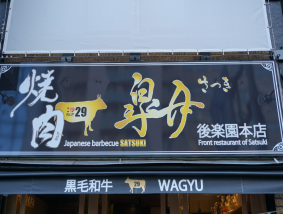 焼肉
29
皐月
さつき
後楽園本店
Japanese barbecue SATSUKI
Front restaurant of Satsuki
黒毛和牛 29 WAGYU